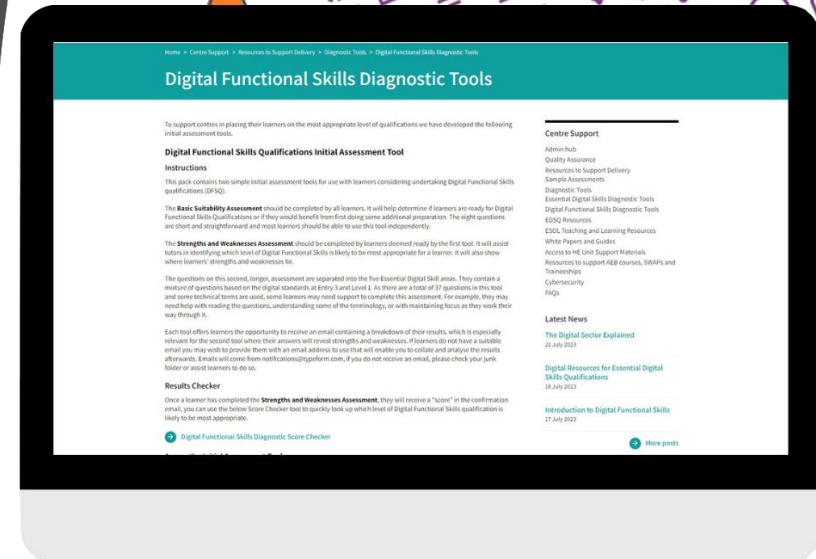 Home > Centre Support > Resources to Support Delivery > Diagnostic Tools > Digital Functional Skills Diagnostic Tools
Digital Functional Skills Diagnostic Tools
To support centres in placing their learners on the most appropriate level of qualifications we have developed the following
initial assessment tools.
Digital Functional Skills Qualifications Initial Assessment Tool
Instructions
This pack contains two simple initial assessment tools for use with learners considering undertaking Digital Functional Skills
qualifications (DFSQ).
The Basic Suitability Assessment should be completed by all learners. It will help determine if learners are ready for Digital
Functional Skills Qualifications or if they would benefit from first doing some additional preparation. The eight questions
are short and straightforward and most learners should be able to use this tool independently.
The Strengths and Weaknesses Assessment should be completed by learners deemed ready by the first tool. It will assist
tutors in identifying which level of Digital Functional Skills is likely to be most appropriate for a learner. It will also show
where learners' strengths and weaknesses lie.
The questions on this second, longer, assessment are separated into the five Essential Digital Skill areas. They contain a
mixture of questions based on the digital standards at Entry 3 and Level 1. As there are a total of 37 questions in this tool
and some technical terms are used, some learners may need support to complete this assessment. For example, they may
need help with reading the questions, understanding some of the terminology, or with maintaining focus as they work their
way through it.
Each tool offers learners the opportunity to receive an email containing a breakdown of their results, which is especially
relevant for the second tool where their answers will reveal strengths and weaknesses. If learners do not have a suitable
email you may wish to provide them with an email address to use that will enable you to collate and analyse the results
afterwards. Emails will come from notifications@typeform.com, if you do not receive an email, please check your junk
folder or assist learners to do so.
Results Checker
Once a learner has completed the Strengths and Weaknesses Assessment, they will receive a "score" in the confirmation
email, you can use the below Score Checker tool to quickly look up which level of Digital Functional Skills qualification is
likely to be most appropriate.
Digital Functional Skills Diagnostic Score Checker
Centre Support
Admin hub
Quality Assurance
Resources to Support Delivery
Sample Assessments
Diagnostic Tools
Essential Digital Skills Diagnostic Tools
Digital Functional Skills Diagnostic Tools
EDSQ Resources
ESOL Teaching and Learning Resources
White Papers and Guides
Access to HE Unit Support Materials
Resources to support AEB courses, SWAPs and
Traineeships
Cybersecurity
FAQs
Latest News
The Digital Sector Explained
21 July 2023
Digital Resources for Essential Digital
Skills Qualifications
18 July 2023
Introduction to Digital Functional Skills
17 July 2023
More posts